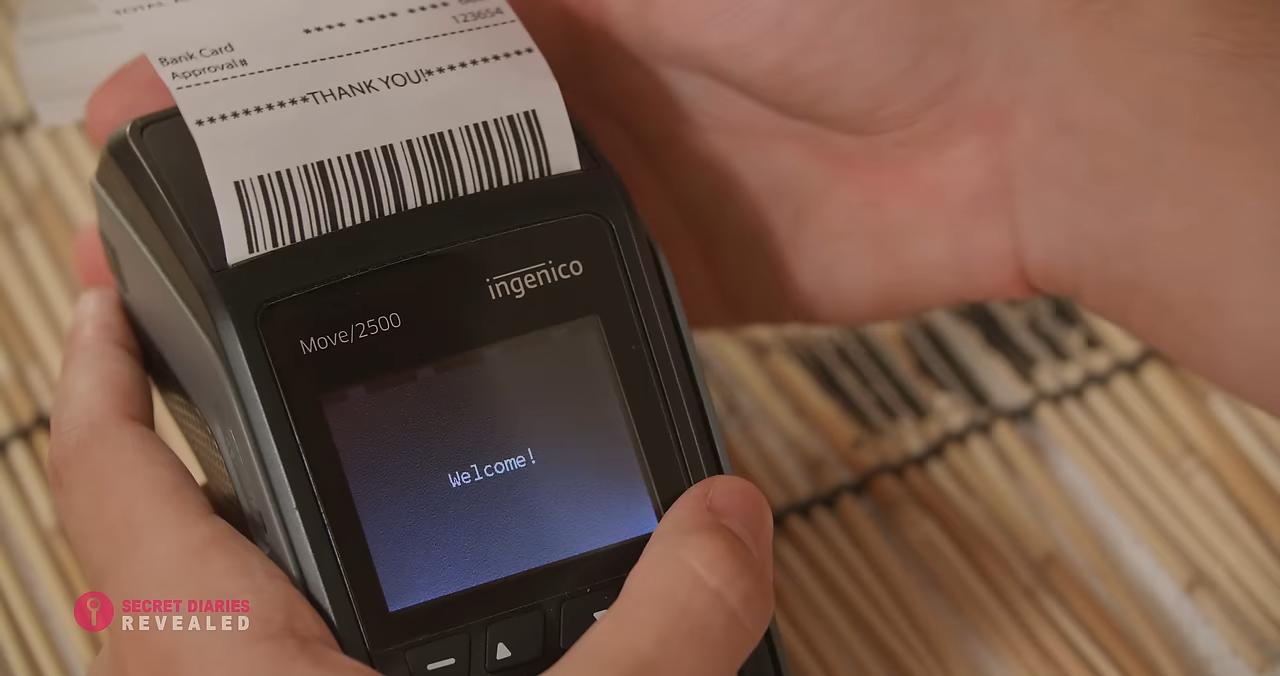 **** **** ****
123654
Bank Card
Approval#
**********THANK YOU!**********
ingenico
Move/2500
Welcome!
SECRET DIARIES
REVEALED